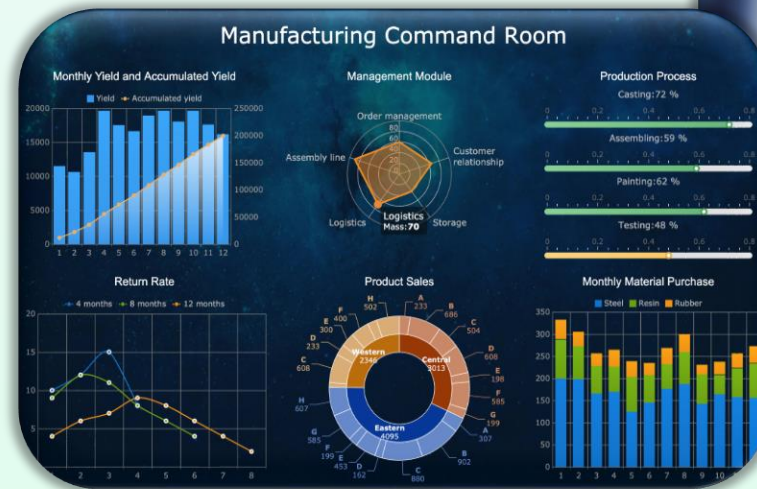 Manufacturing Command Room
Monthly Yield and Accumulated Yield
Yield Accumulated yield
20000
15000
10000
5000
0
250000
200000
150000
100000
50000
0
1 2 3 4 5 6 7 8 9 10 11 12
Management Module
Order management
Customer
relationship
Storage
Logistics
Assembly line
80
60
40
20
0
Logistics
Mass:70
Production Process
Casting:72 %
0 0.2 0.4 0.6 0.8
Assembling:59 %
0 0.2 0.4 0.6 0.8
Painting:62 %
0 0.2 0.4 0.6 0.8
Testing:48 %
0 0.2 0.4 0.6 0.8
Return Rate
4 months 8 months 12 months
20
15
10
5
2 3 4 5 6 7 8
Product Sales
Western
2346
Central
3013
Eastern
4095
A
233
B
686
C
504
D
608
E
198
F
585
G
199
A
307
B
902
C
880
D
162
E
453
F
199
G
585
H
607
C
608
D
233
E
300
F
400
H
502
Monthly Material Purchase
Steel Resin Rubber
350
300
250
200
150
100
50
0
1 2 3 4 5 6 7 8 9 10